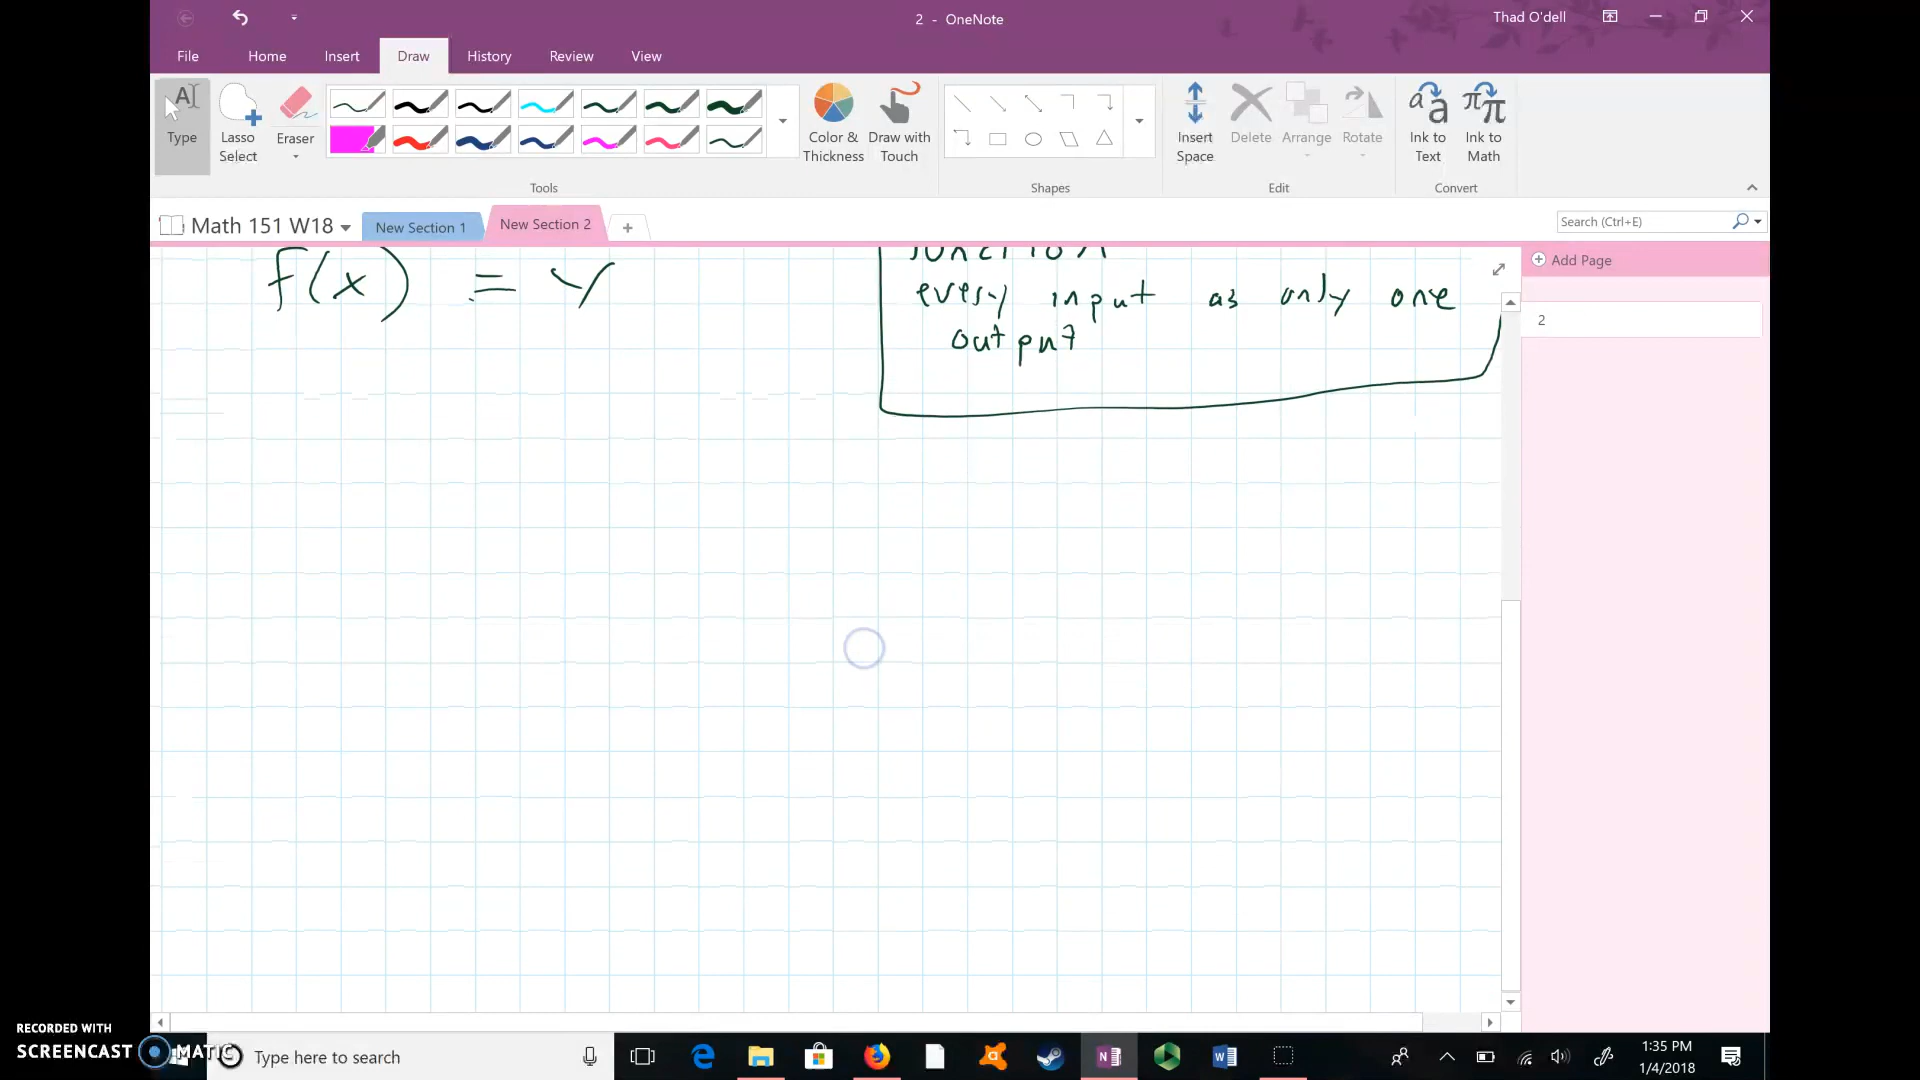 2 - OneNote
Thad O'dell
File Home Insert Draw History Review View
Type
Lasso Select
Eraser
Color & Thickness
Draw with Touch
Insert Space
Delete
Arrange
Rotate
Ink to Text
Ink to Math
Tools
Shapes
Edit
Convert
Math 151 W18
New Section 1
New Section 2
Search (Ctrl+E)
Add Page
2
f(x) = y
function
every input as only one
output
RECORDED WITH
SCREENCAST MATIC
Type here to search
1:35 PM
1/4/2018